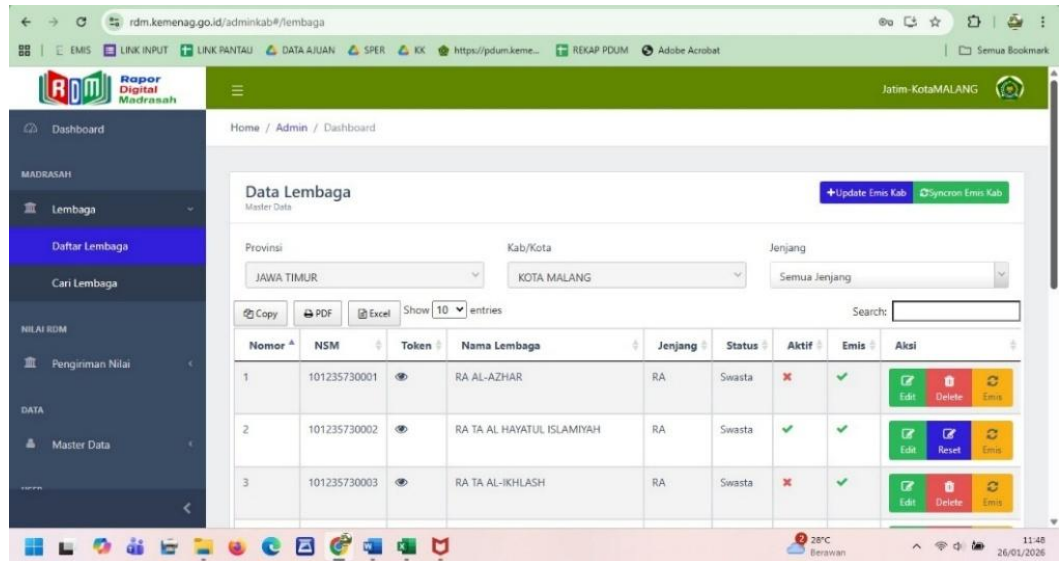 rdm.kemenag.go.id/adminkab#/lembaga
EMIS LINK INPUT LINK PANTAU DATA AJUAN SPER KK https://pdum.keme... REKAP PDUM Adobe Acrobat Semua Bookmark
RDM Rapor Digital Madrasah
Jatim-KotaMALANG
Dashboard
Home / Admin / Dashboard
MADRASAH
Lembaga
Daftar Lembaga
Cari Lembaga
NILAI RDM
Pengiriman Nilai
DATA
Master Data
USER
Data Lembaga
Master Data
+Update Emis Kab Syncron Emis Kab
Provinsi Kab/Kota Jenjang
JAWA TIMUR KOTA MALANG Semua Jenjang
Copy PDF Excel Show 10 entries Search:
Nomor NSM Token Nama Lembaga Jenjang Status Aktif Emis Aksi
1 101235730001 RA AL-AZHAR RA Swasta Edit Delete Emis
2 101235730002 RA TA AL HAYATUL ISLAMIYAH RA Swasta Edit Reset Emis
3 101235730003 RA TA AL-IKHLASH RA Swasta Edit Delete Emis
2 28°C
Berawan
11:48
26/01/2026